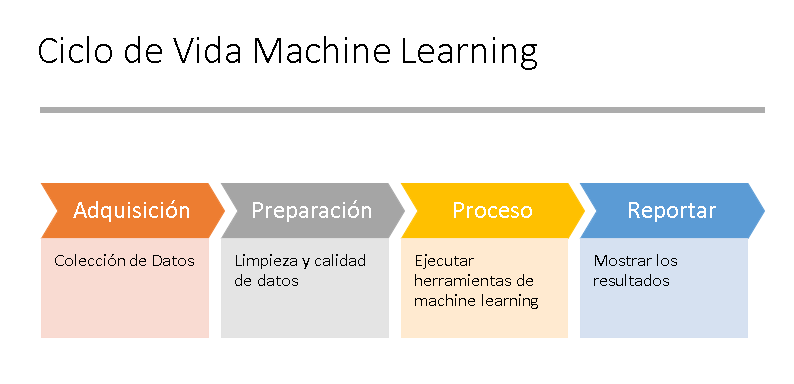 Ciclo de Vida Machine Learning
Adquisición
Colección de Datos
Preparación
Limpieza y calidad
de datos
Proceso
Ejecutar
herramientas de
machine learning
Reportar
Mostrar los
resultados